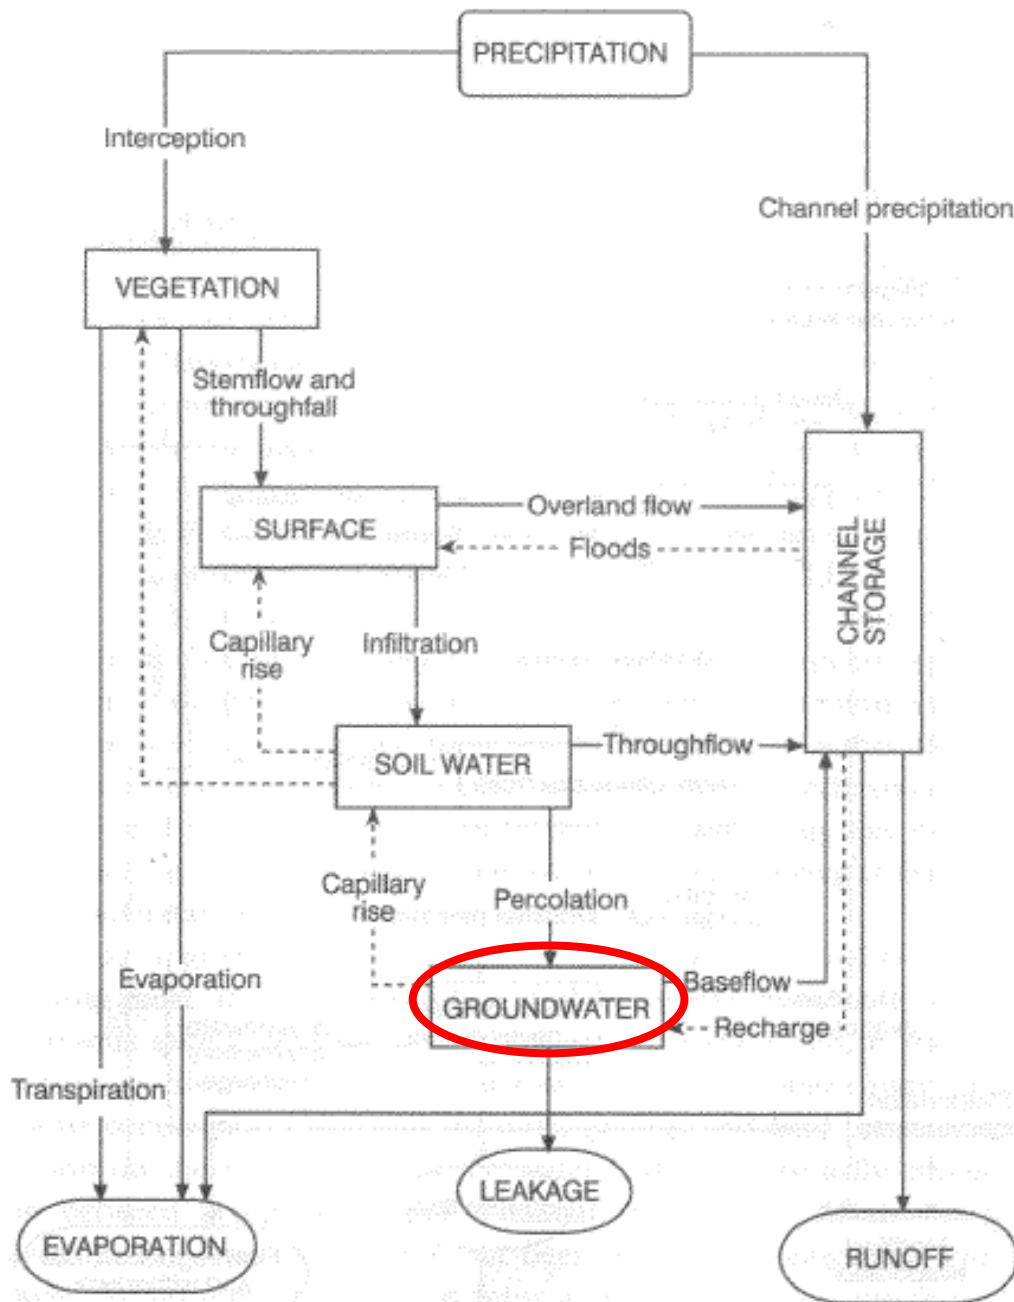 PRECIPITATION
Interception
Channel precipitation
VEGETATION
Stemflow and
throughfall
SURFACE
Overland flow
Floods
CHANNEL
STORAGE
Capillary
rise
Infiltration
SOIL WATER
Throughflow
Capillary
rise
Percolation
Evaporation
GROUNDWATER
Baseflow
Recharge
Transpiration
LEAKAGE
EVAPORATION
RUNOFF